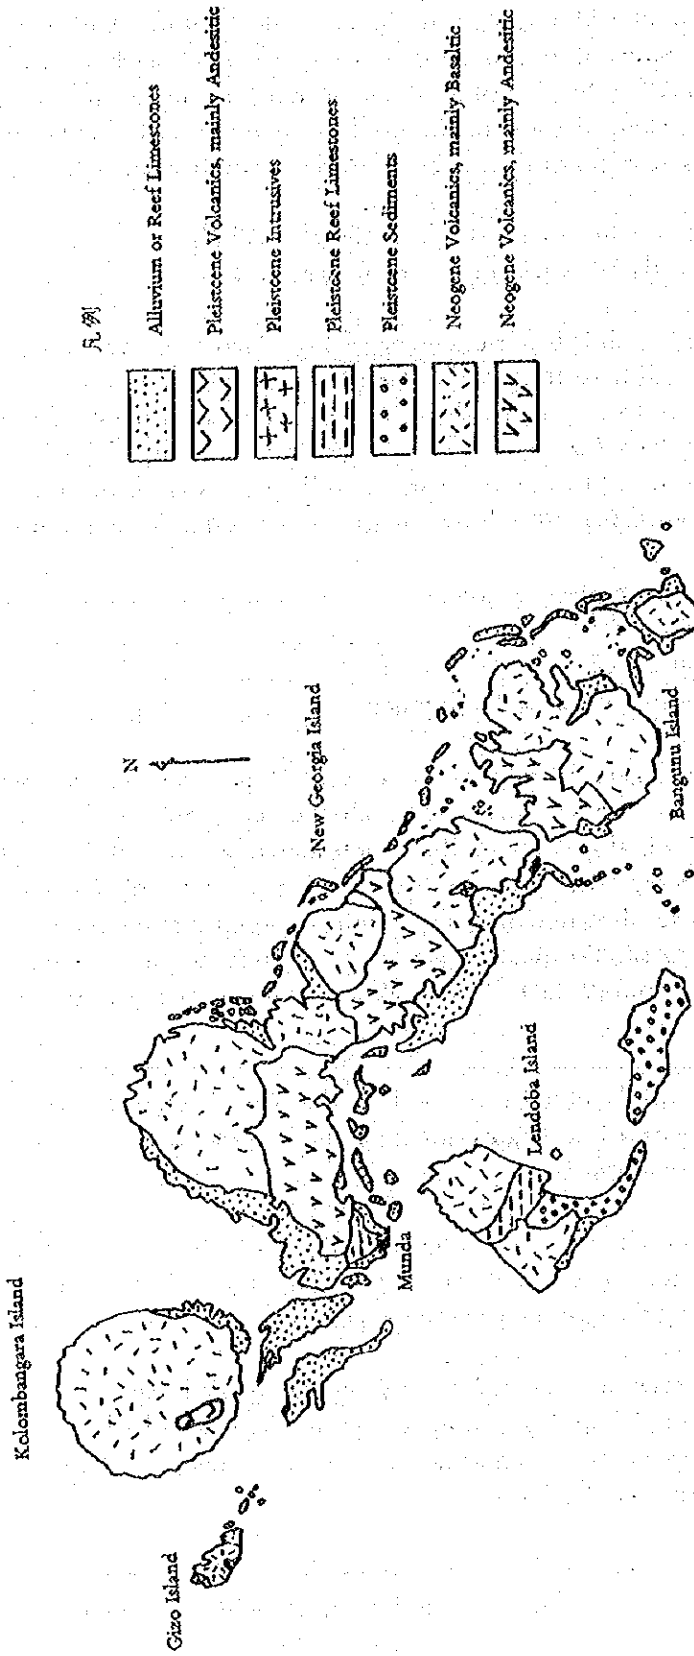 Kolombangara Island
Gizo Island
N
New Georgia Island
Munda
Lendoba Island
Bangunu Island
凡例
Alluvium or Reef Limestones
Pleistcene Volcanics, mainly Andesitic
Pleistcene Intrusives
Pleistcene Reef Limestones
Pleistcene Sediments
Neogene Volcanics, mainly Basaltic
Neogene Volcanics, mainly Andesitic